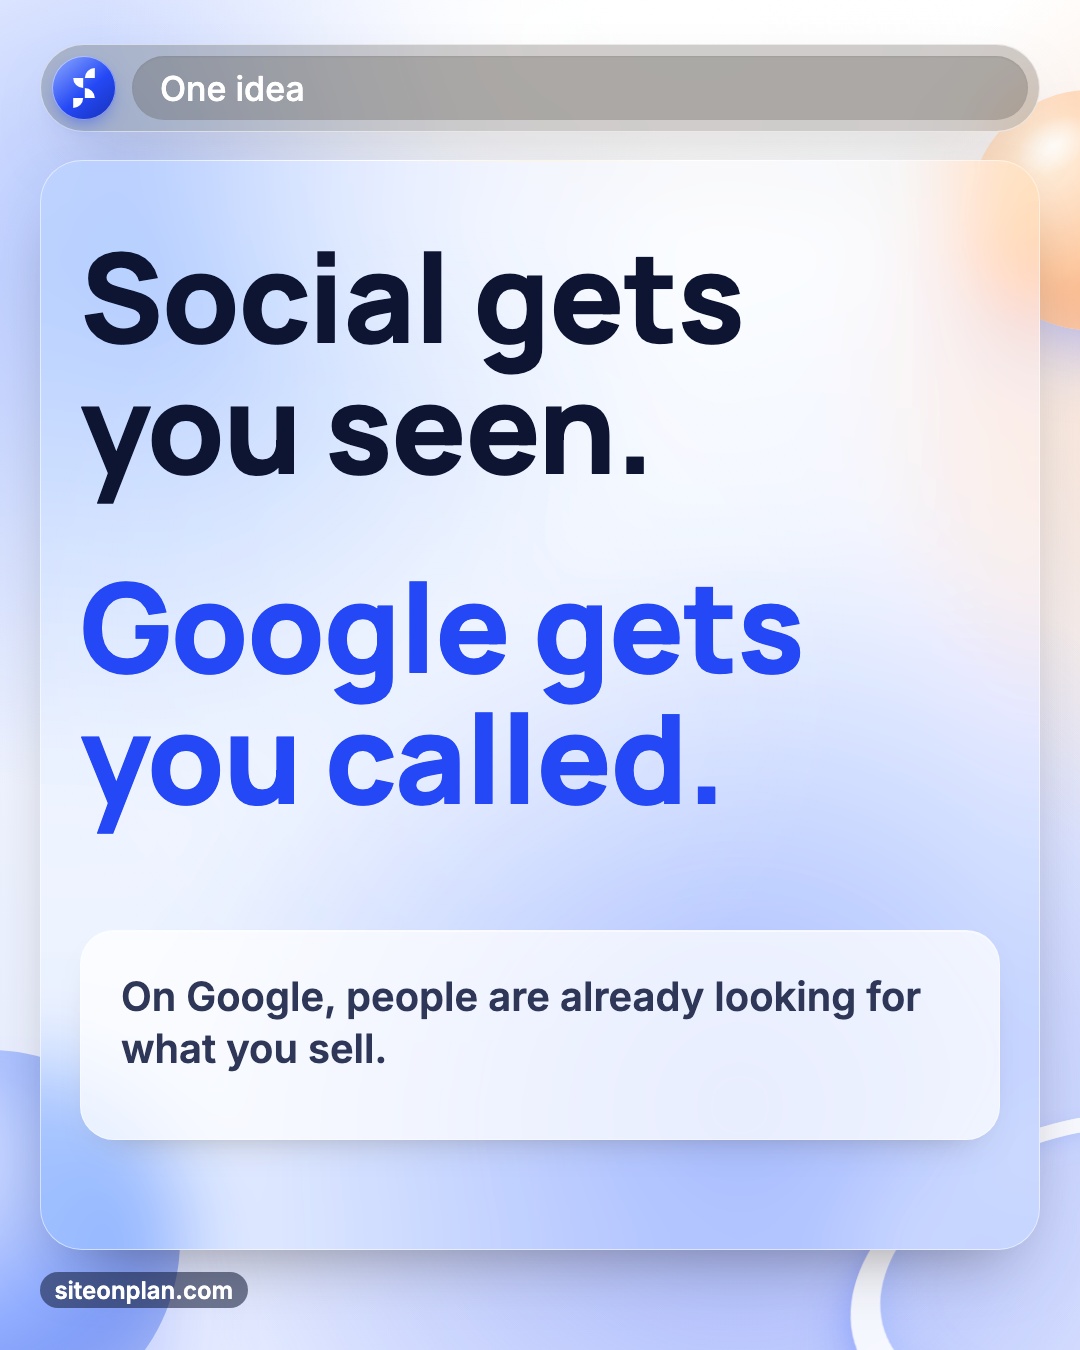 One idea
Social gets
you seen.
Google gets
you called.
On Google, people are already looking for
what you sell.
siteonplan.com